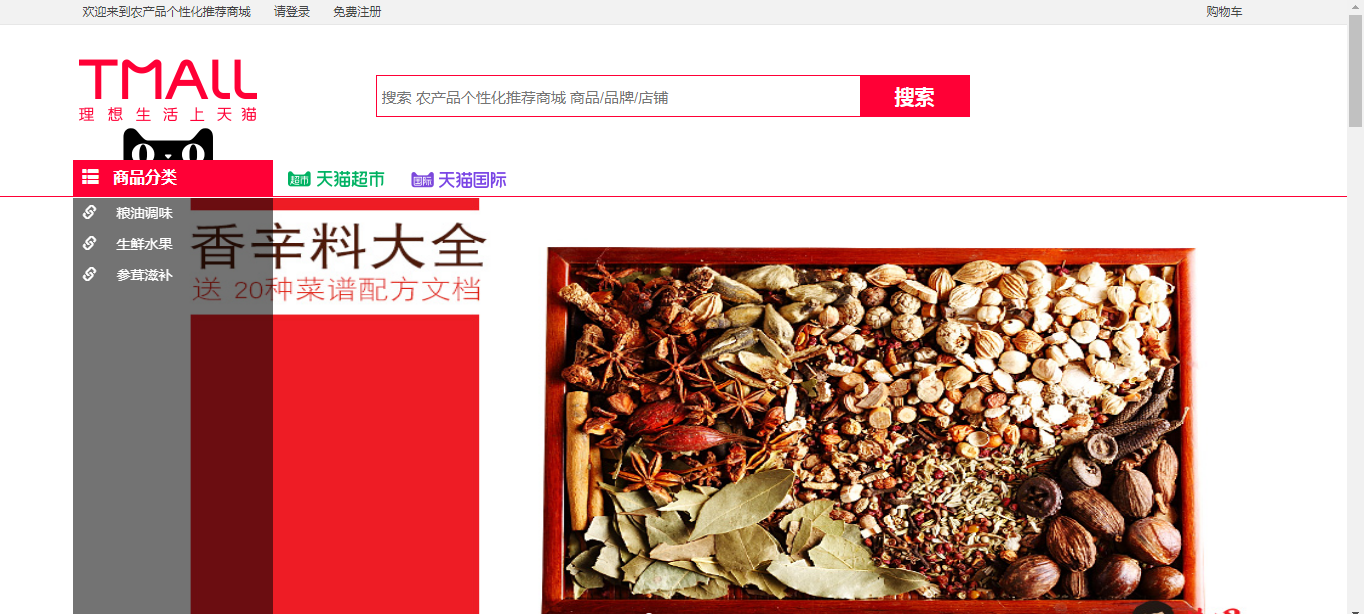 欢迎来到农产品个性化推荐商城 请登录 免费注册 购物车
TMALL
理想生活上天猫
搜索 农产品个性化推荐商城 商品/品牌/店铺 搜索
商品分类 超市 天猫超市 国际 天猫国际
粮油调味
生鲜水果
参茸滋补
香辛料大全
送 20种菜谱配方文档